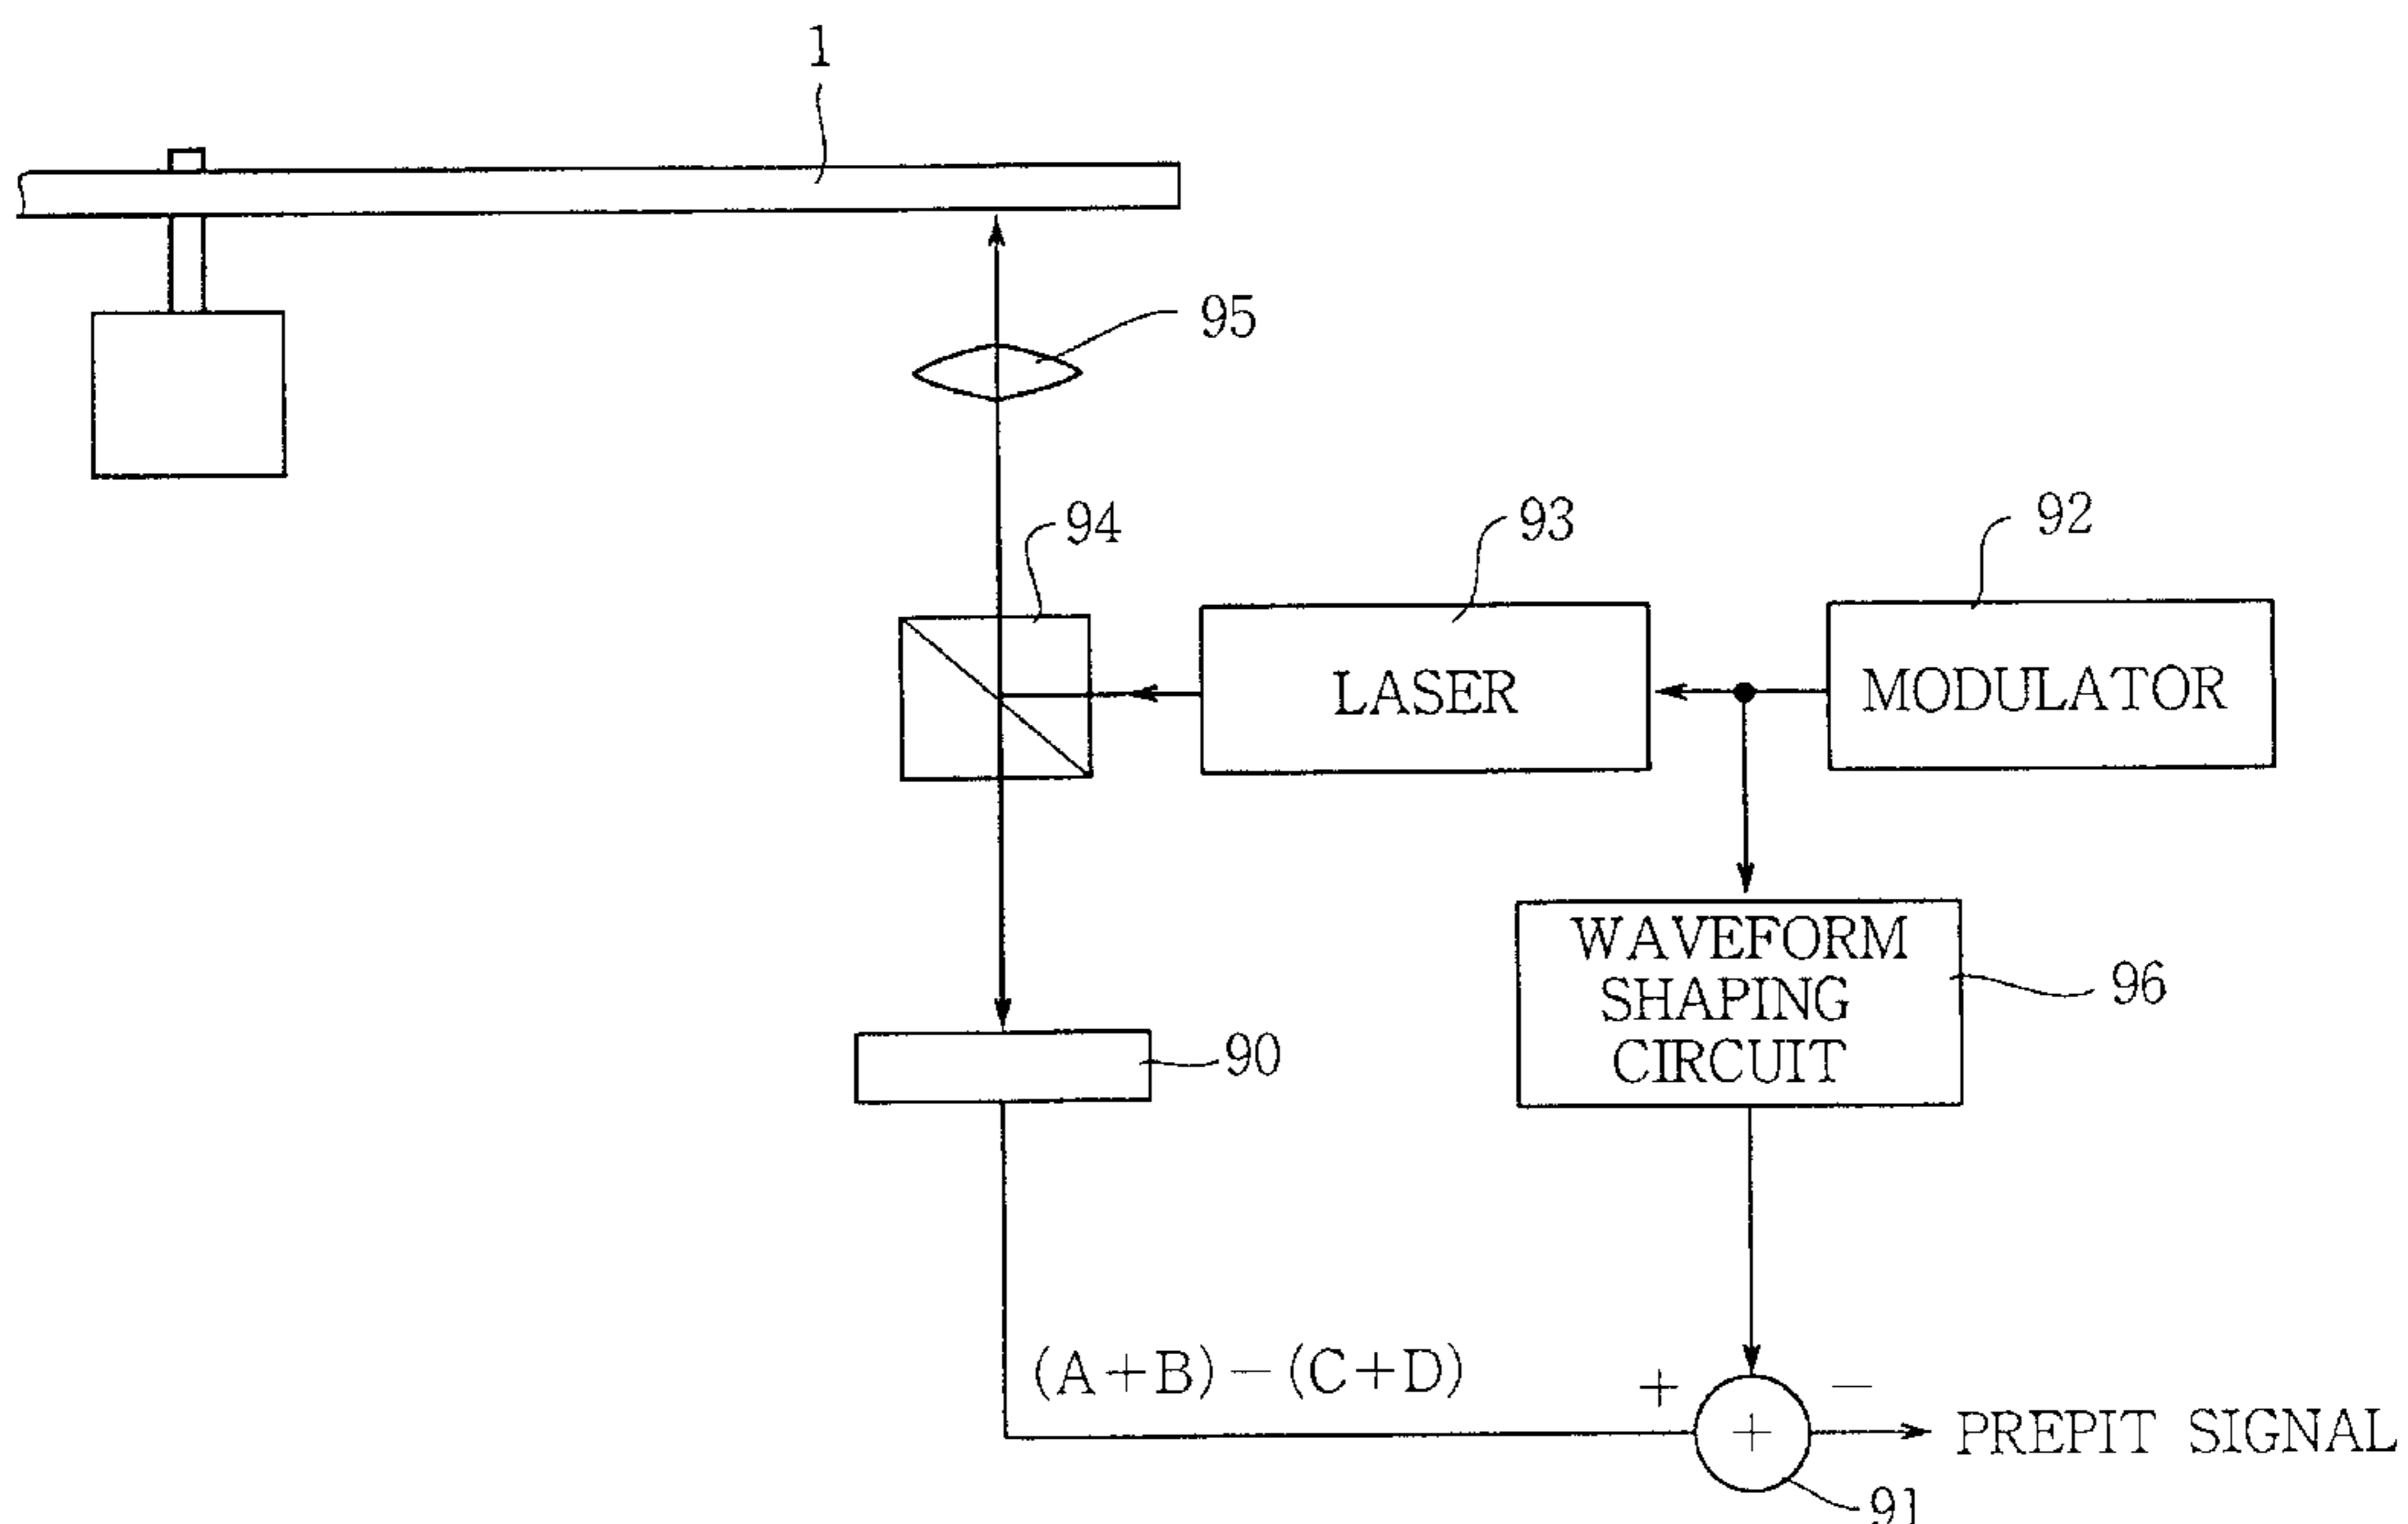 1
95
94
93
92
LASER
MODULATOR
WAVEFORM
SHAPING
CIRCUIT
96
90
(A+B)−(C+D)
+
−
+
PREPIT SIGNAL
91